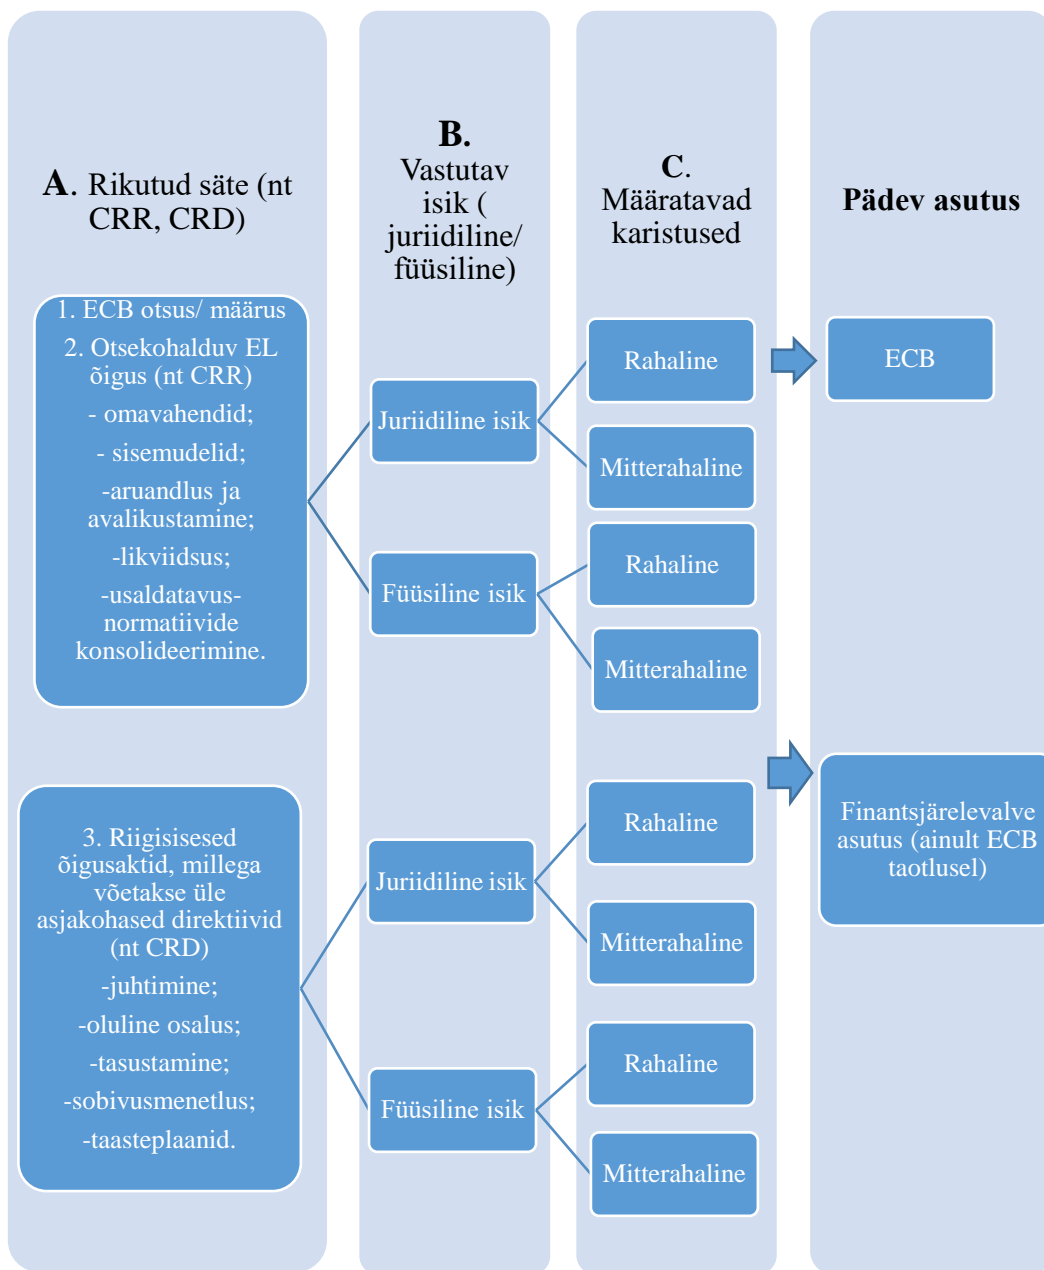 A. Rikutud säte (nt
CRR, CRD)
1. ECB otsus/ määrus
2. Otsekohalduv EL
õigus (nt CRR)
- omavahendid;
- sisemudelid;
-aruandlus ja
avalikustamine;
-likviidsus;
-usaldatavus-
normatiivide
konsolideerimine.
3. Riigisisesed
õigusaktid, millega
võetakse üle
asjakohased direktiivid
(nt CRD)
-juhtimine;
-oluline osalus;
-tasustamine;
-sobivusmenetlus;
-taasteplaanid.
B.
Vastutav
isik (
juriidiline/
füüsiline)
Juriidiline isik
Füüsiline isik
Juriidiline isik
Füüsiline isik
C.
Määratavad
karistused
Rahaline
Mitterahaline
Rahaline
Mitterahaline
Rahaline
Mitterahaline
Rahaline
Mitterahaline
Pädev asutus
ECB
Finantsjärelevalve
asutus (ainult ECB
taotlusel)